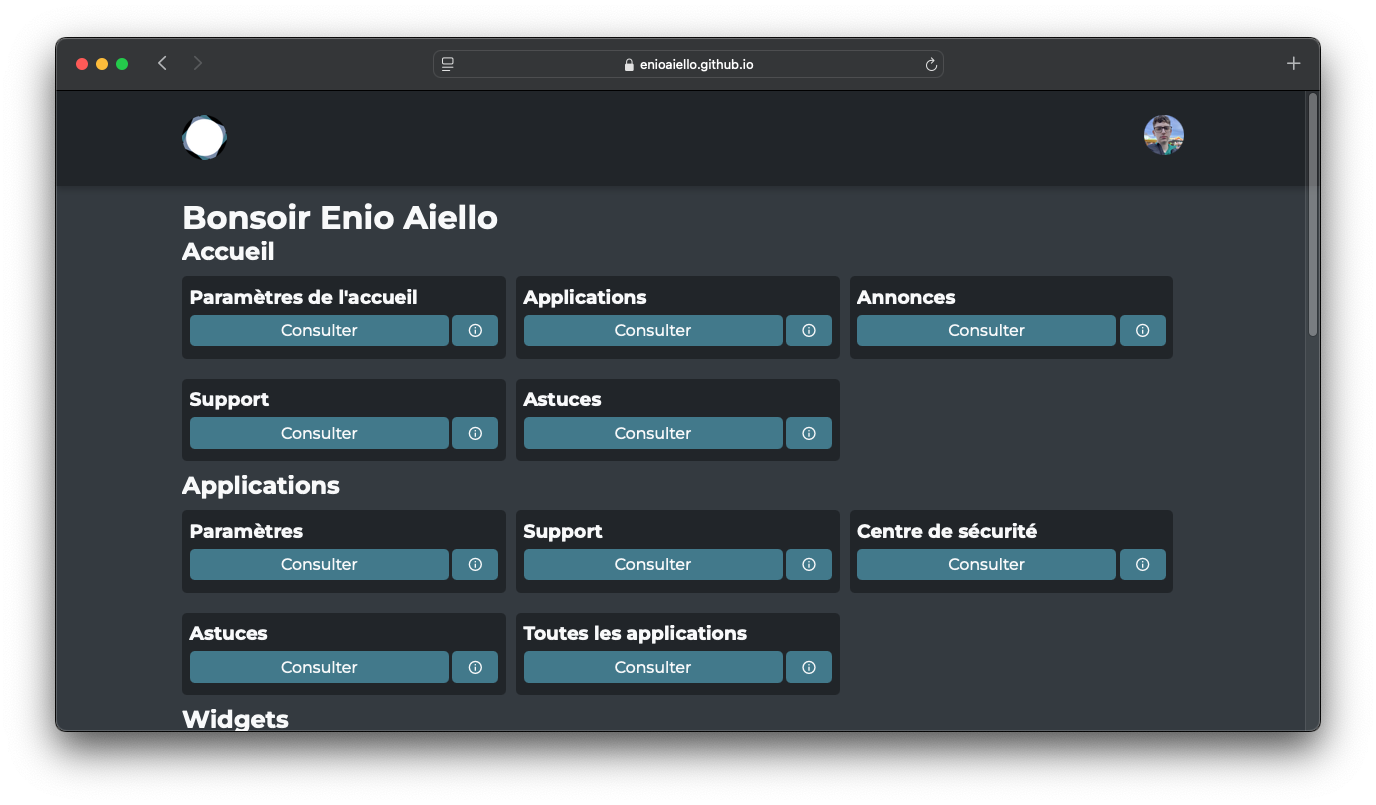 enioaiello.github.io
Bonsoir Enio Aiello
Accueil
Paramètres de l'accueil
Consulter
Applications
Consulter
Annonces
Consulter
Support
Consulter
Astuces
Consulter
Applications
Paramètres
Consulter
Support
Consulter
Centre de sécurité
Consulter
Astuces
Consulter
Toutes les applications
Consulter
Widgets